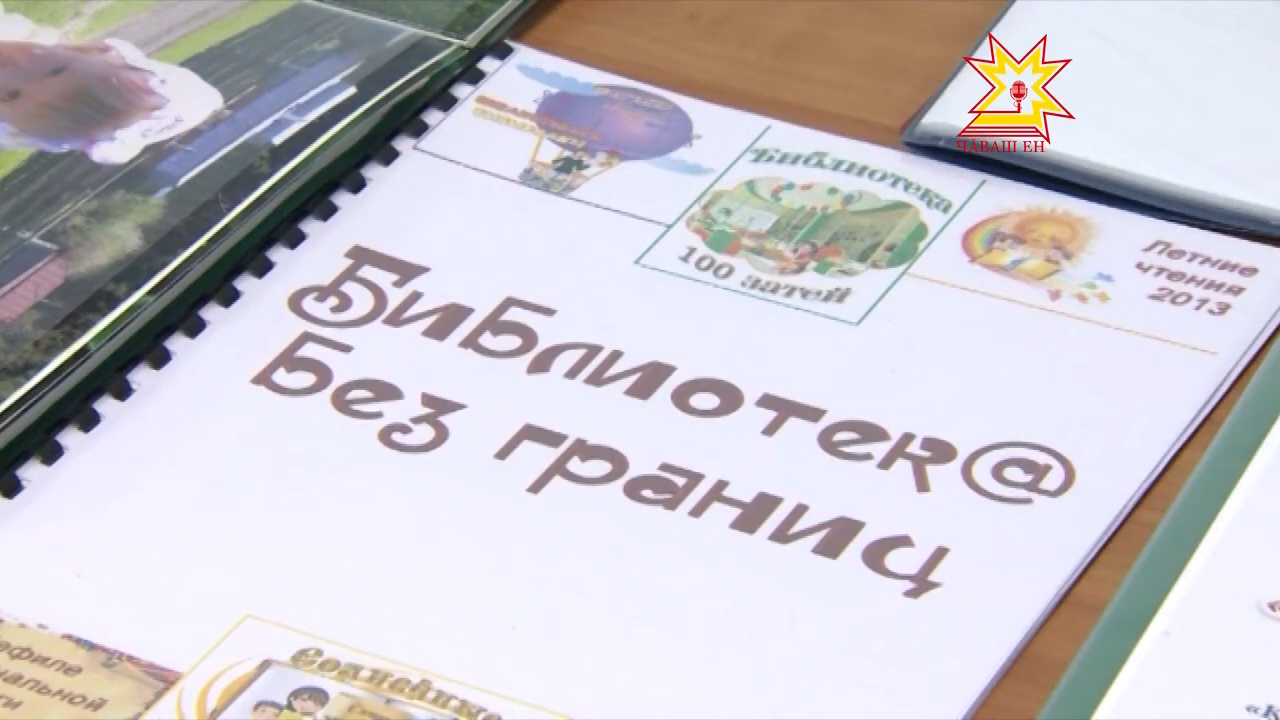 ЧĂВАШ ЕН
Библиотека
100 затей
Летние
чтения
2013
БиБлиотек@
Без границ